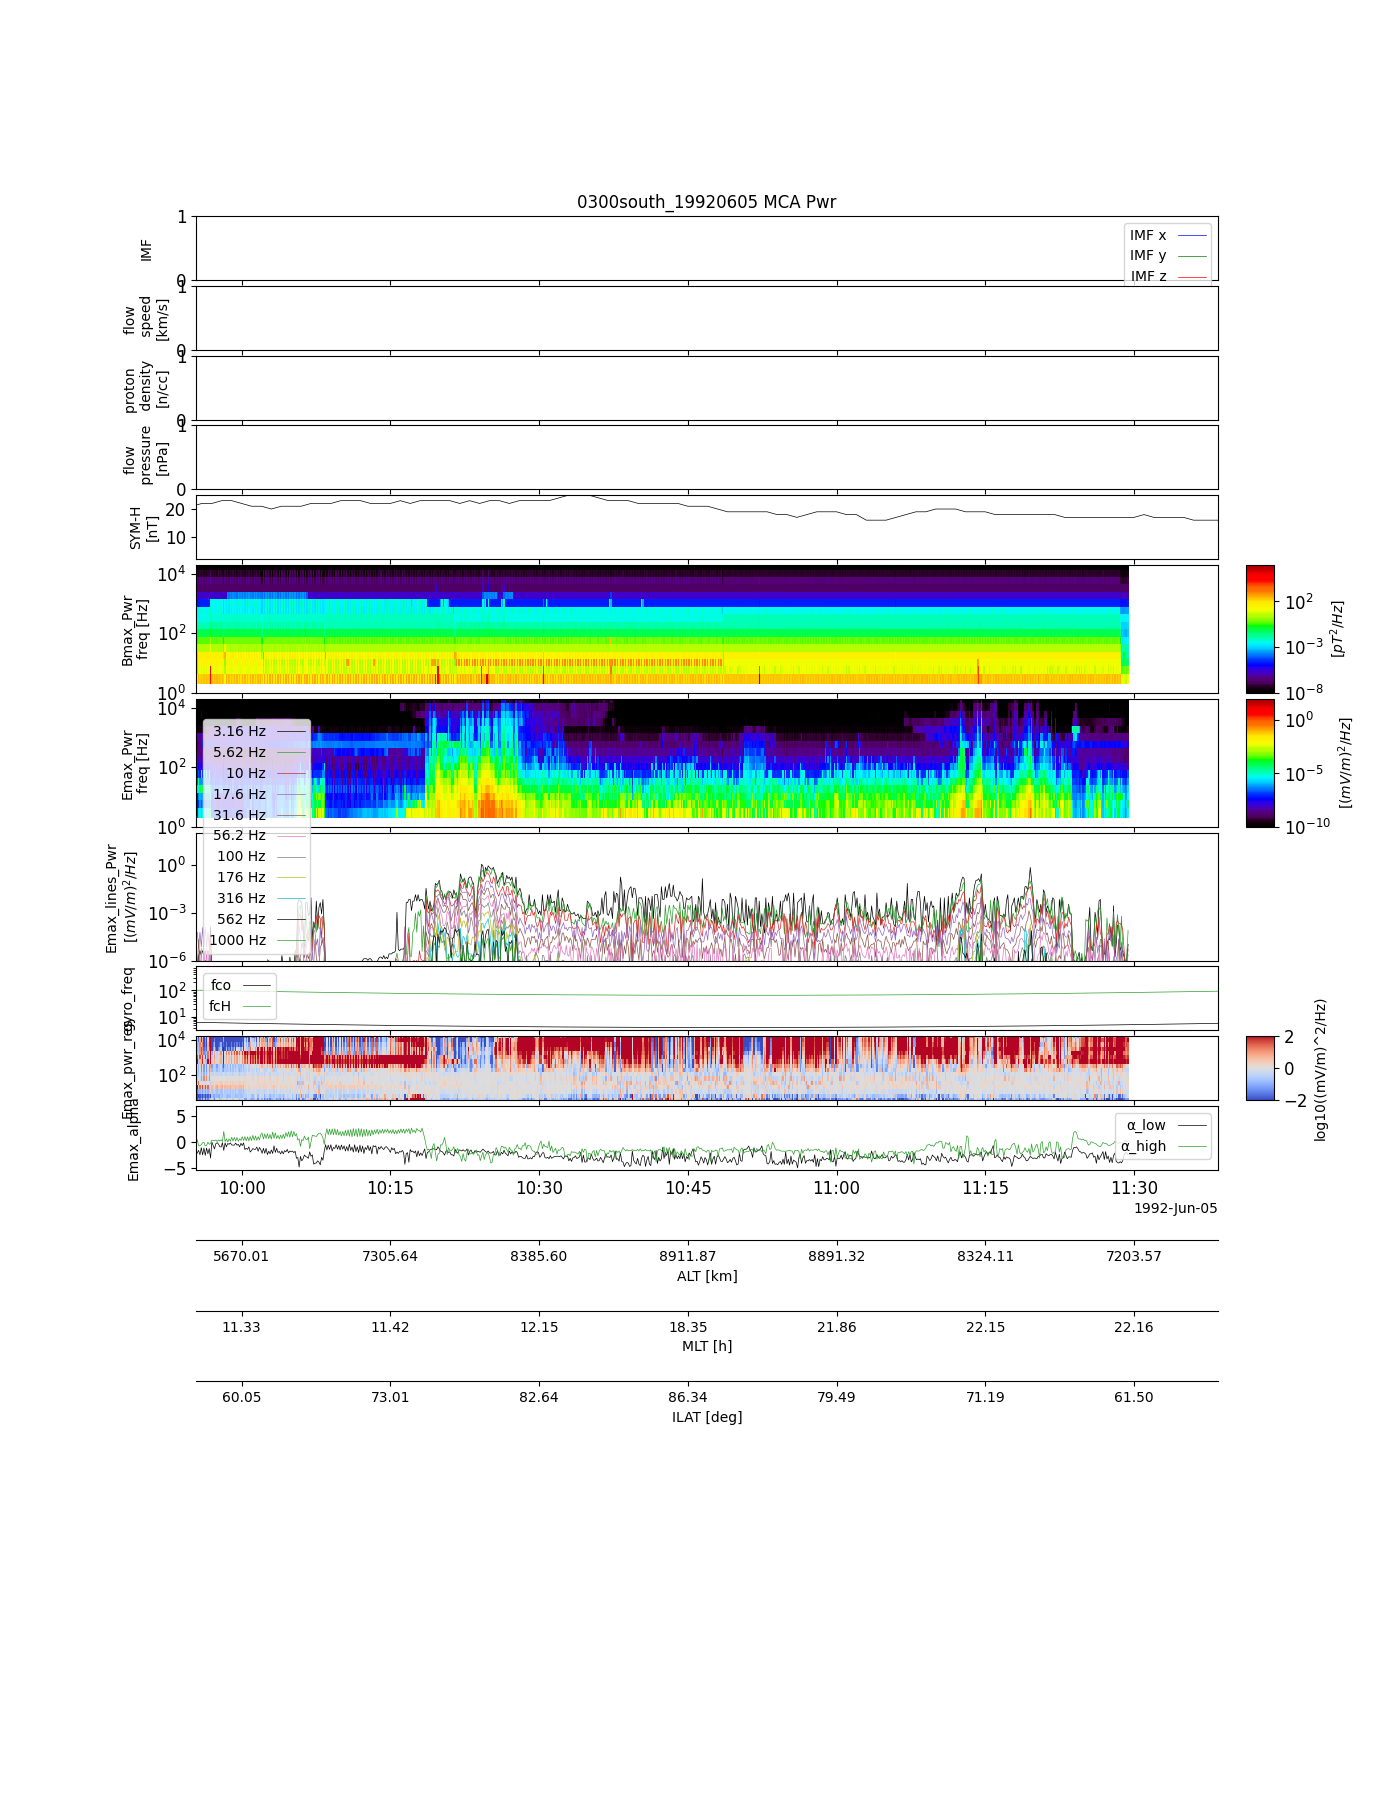 0300south_19920605 MCA Pwr
1
0
IMF
IMF x
IMF y
IMF z
1
0
flow
speed
[km/s]
1
0
proton
density
[n/cc]
1
0
flow
pressure
[nPa]
20
10
SYM-H
[nT]
10^4
10^2
10^0
Bmax_Pwr
freq [Hz]
10^2
10^-3
10^-8
[pT^2/Hz]
10^4
10^2
10^0
Emax_Pwr
freq [Hz]
10^0
10^-5
10^-10
[(mV/m)^2/Hz]
3.16 Hz
5.62 Hz
10 Hz
17.6 Hz
31.6 Hz
56.2 Hz
100 Hz
176 Hz
316 Hz
562 Hz
1000 Hz
10^0
10^-3
10^-6
Emax_lines_Pwr
[(mV/m)^2/Hz]
10^2
10^1
gyro_freq
fco
fcH
10^4
10^2
Emax_pwr_reg
2
0
−2
log10((mV/m)^2/Hz)
5
0
−5
Emax_alpha
α_low
α_high
10:00 10:15 10:30 10:45 11:00 11:15 11:30
1992-Jun-05
5670.01 7305.64 8385.60 8911.87 8891.32 8324.11 7203.57
ALT [km]
11.33 11.42 12.15 18.35 21.86 22.15 22.16
MLT [h]
60.05 73.01 82.64 86.34 79.49 71.19 61.50
ILAT [deg]